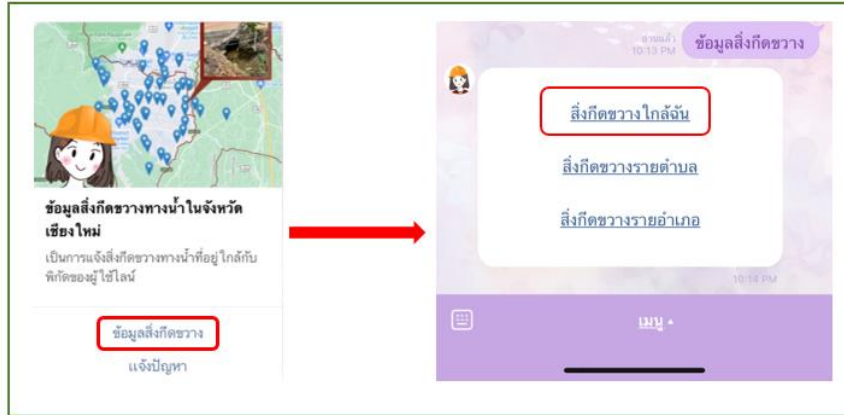 ข้อมูลสิ่งกีดขวางทางน้ำในจังหวัด
เชียงใหม่
เป็นการแจ้งสิ่งกีดขวางทางน้ำที่อยู่ใกล้กับ
พิกัดของผู้ใช้ไลน์
ข้อมูลสิ่งกีดขวาง
แจ้งปัญหา
อ่านแล้ว
10:13 PM
ข้อมูลสิ่งกีดขวาง
สิ่งกีดขวางใกล้ฉัน
สิ่งกีดขวางรายตำบล
สิ่งกีดขวางรายอำเภอ
10:14 PM
เมนู